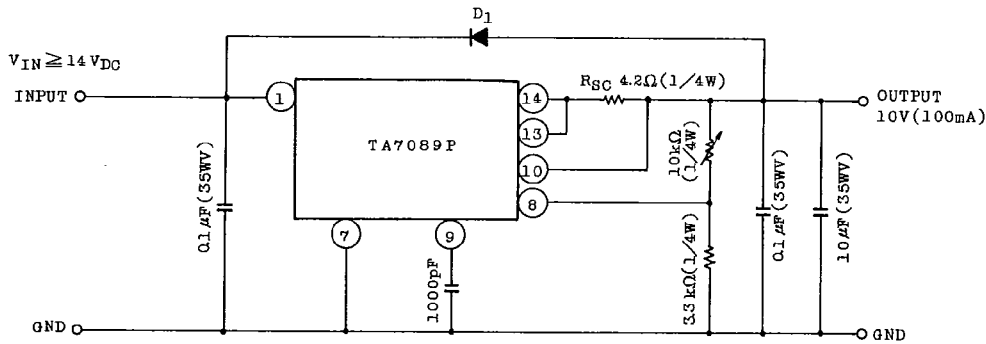 D1
VIN ≧ 14VDC
INPUT
1
TA7089P
14
13
10
8
7
9
RSC 4.2Ω(1/4W)
OUTPUT
10V(100mA)
10kΩ
(1/4W)
0.1μF(35WV)
1000pF
3.3kΩ(1/4W)
0.1μF(35WV)
10μF(35WV)
GND
GND